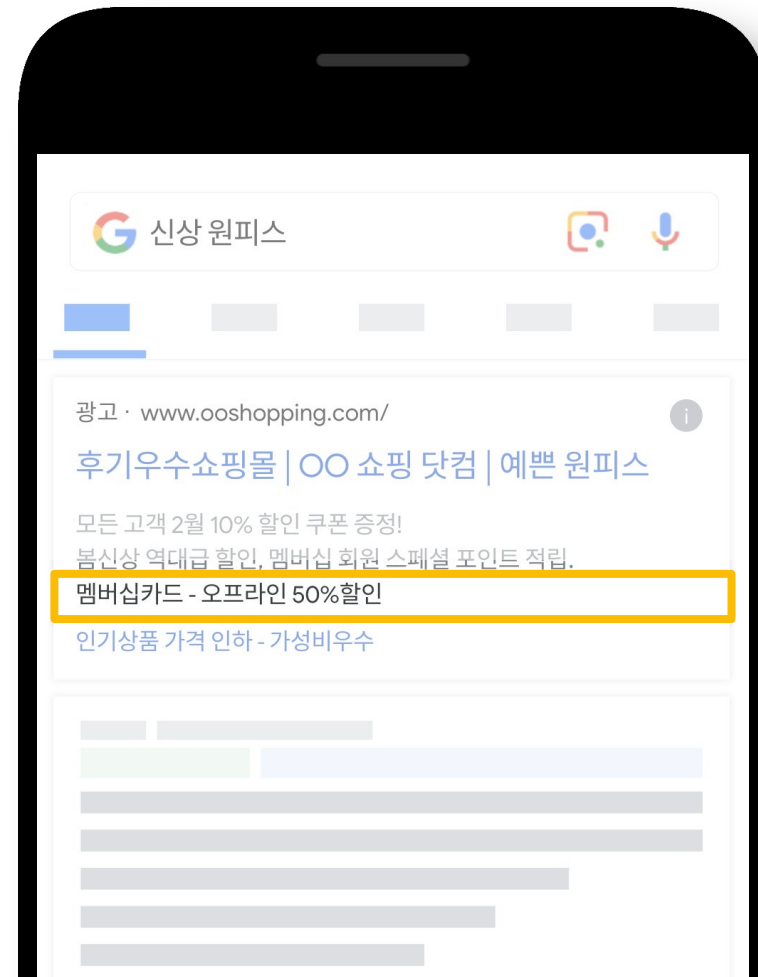 신상 원피스
광고 · www.ooshopping.com/
후기우수쇼핑몰 | OO 쇼핑 닷컴 | 예쁜 원피스
모든 고객 2월 10% 할인 쿠폰 증정!
봄신상 역대급 할인, 멤버십 회원 스페셜 포인트 적립.
멤버십카드 - 오프라인 50%할인
인기상품 가격 인하 - 가성비우수